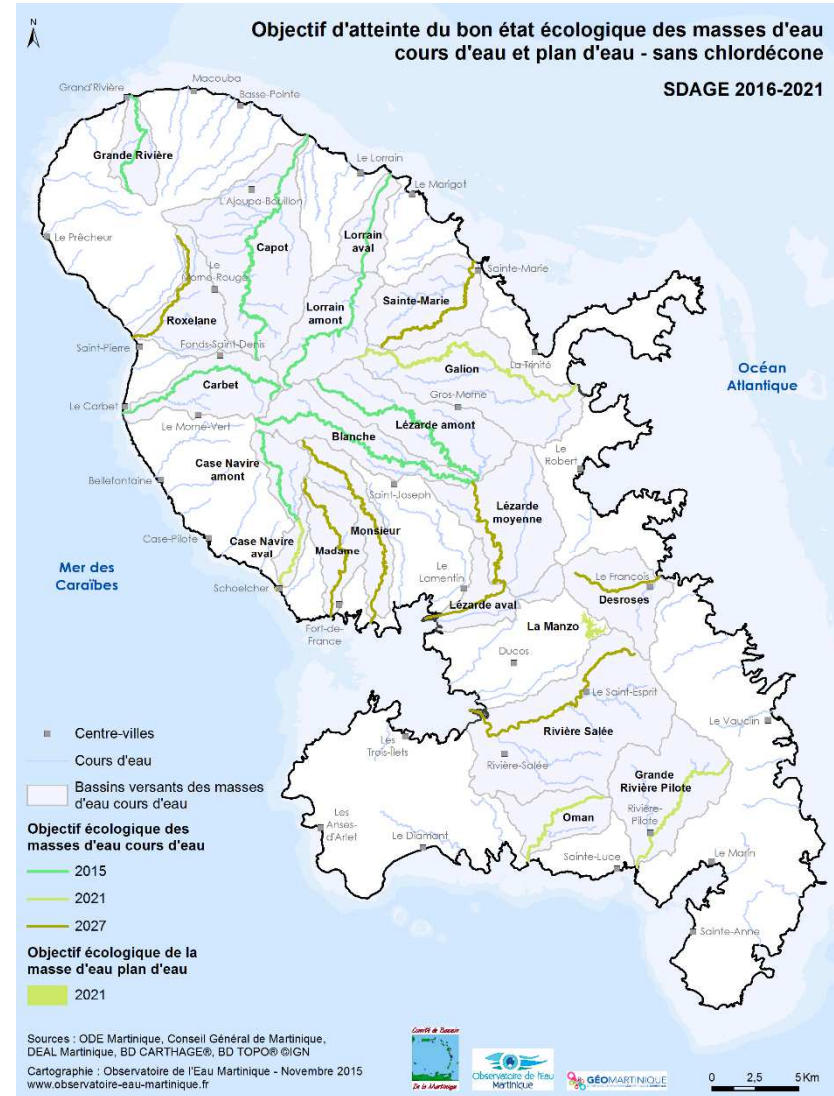 N
Objectif d'atteinte du bon état écologique des masses d'eau
cours d'eau et plan d'eau - sans chlordécone
SDAGE 2016-2021
Grand'Rivière
Macouba
Basse-Pointe
Grande Rivière
Le Lorrain
L'Ajoupa-Bouillon
Le Marigot
Le Prêcheur
Capot
Lorrain
aval
Le
Morne-Rouge
Sainte-Marie
Sainte-Marie
Roxelane
Lorrain
amont
Saint-Pierre
Fonds-Saint-Denis
La Trinité
Galion
Océan
Atlantique
Carbet
Gros-Morne
Le Carbet
Le Morne-Vert
Lézarde amont
Blanche
Case Navire
amont
Le
Robert
Bellefontaine
Saint-Joseph
Lézarde
moyenne
Case-Pilote
Case Navire
aval
Monsieur
Madame
Mer des
Caraïbes
Schoelcher
Le
Lamentin
Le François
Desroses
Lézarde aval
Fort-de-
France
La Manzo
Ducos
Le Saint-Esprit
Le Vauclin
Rivière Salée
Les
Trois-Îlets
Rivière-Salée
Grande
Rivière Pilote
Les
Anses-
d'Arlet
Oman
Rivière-
Pilote
Le Diamant
Sainte-Luce
Le Marin
Sainte-Anne
Centre-villes
Cours d'eau
Bassins versants des masses
d'eau cours d'eau
Objectif écologique des
masses d'eau cours d'eau
2015
2021
2027
Objectif écologique de la
masse d'eau plan d'eau
2021
Sources : ODE Martinique, Conseil Général de Martinique,
DEAL Martinique, BD CARTHAGE®, BD TOPO® ©IGN
Cartographie : Observatoire de l'Eau Martinique - Novembre 2015
www.observatoire-eau-martinique.fr
Comité de Bassin
De la Martinique
Observatoire de l'Eau
Martinique
GÉOMARTINIQUE
0 2,5 5 Km